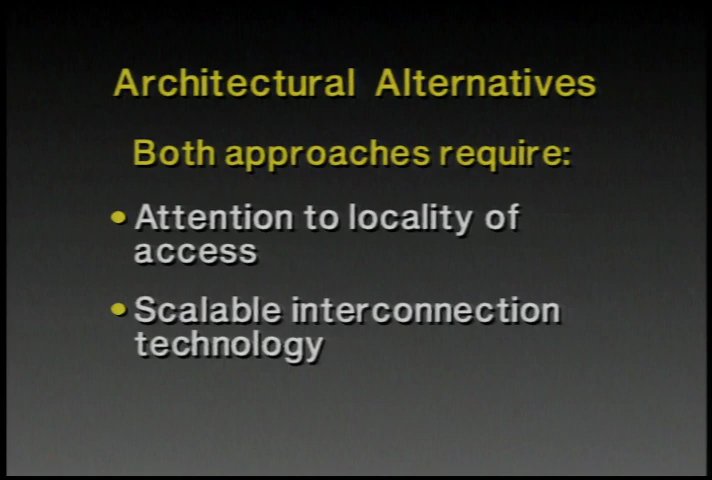 Architectural Alternatives
Both approaches require:
• Attention to locality of
access
• Scalable interconnection
technology